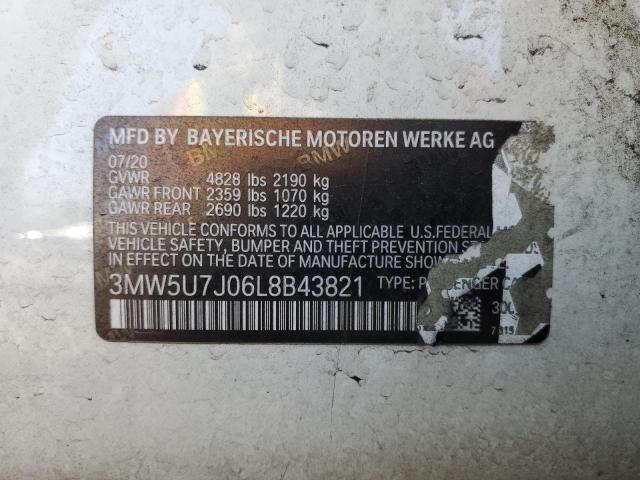 MFD BY BAYERISCHE MOTOREN WERKE AG
07/20
GVWR 4828 lbs 2190 kg
GAWR FRONT 2359 lbs 1070 kg
GAWR REAR 2690 lbs 1220 kg
THIS VEHICLE CONFORMS TO ALL APPLICABLE U.S.FEDERAL
VEHICLE SAFETY, BUMPER AND THEFT PREVENTION
IN EFFECT ON THE DATE OF MANUFACTURE
3MW5U7J06L8B43821 TYPE: